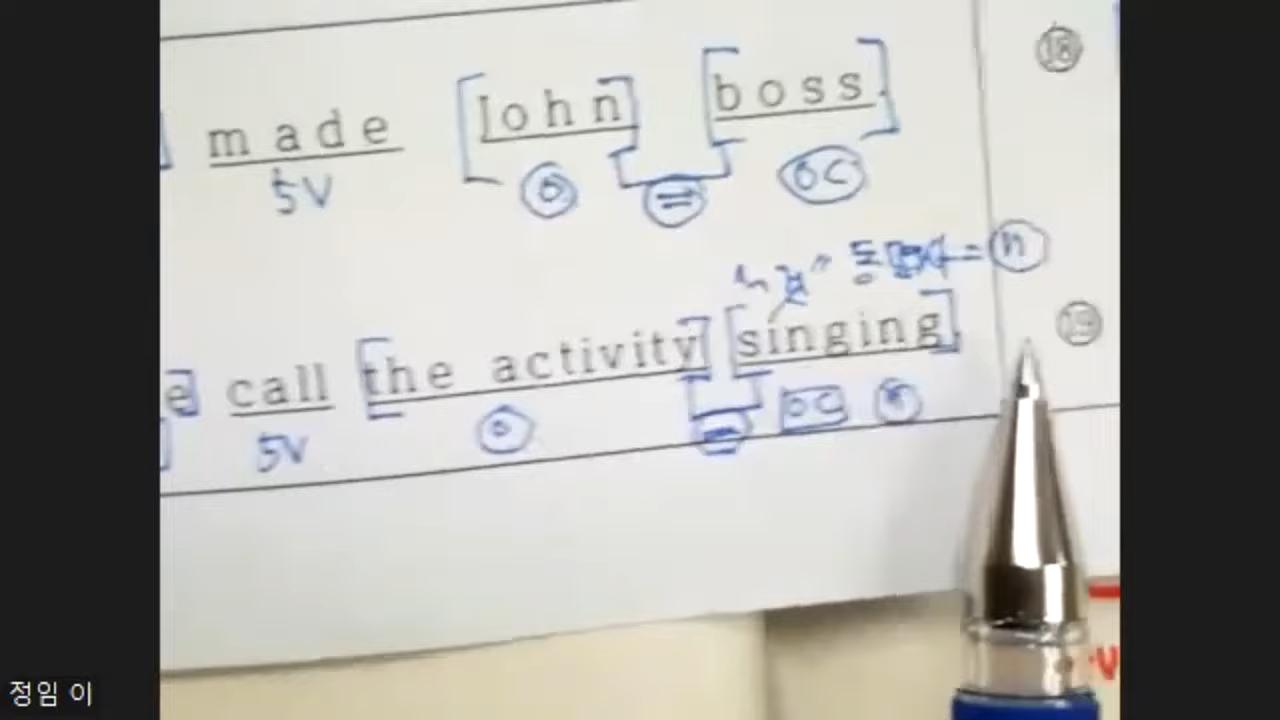 ⑱
made [John] [boss]
5V O = OC
동명사 = n
e] call [the activity] [singing] ⑲
5V O = OC
정임 이